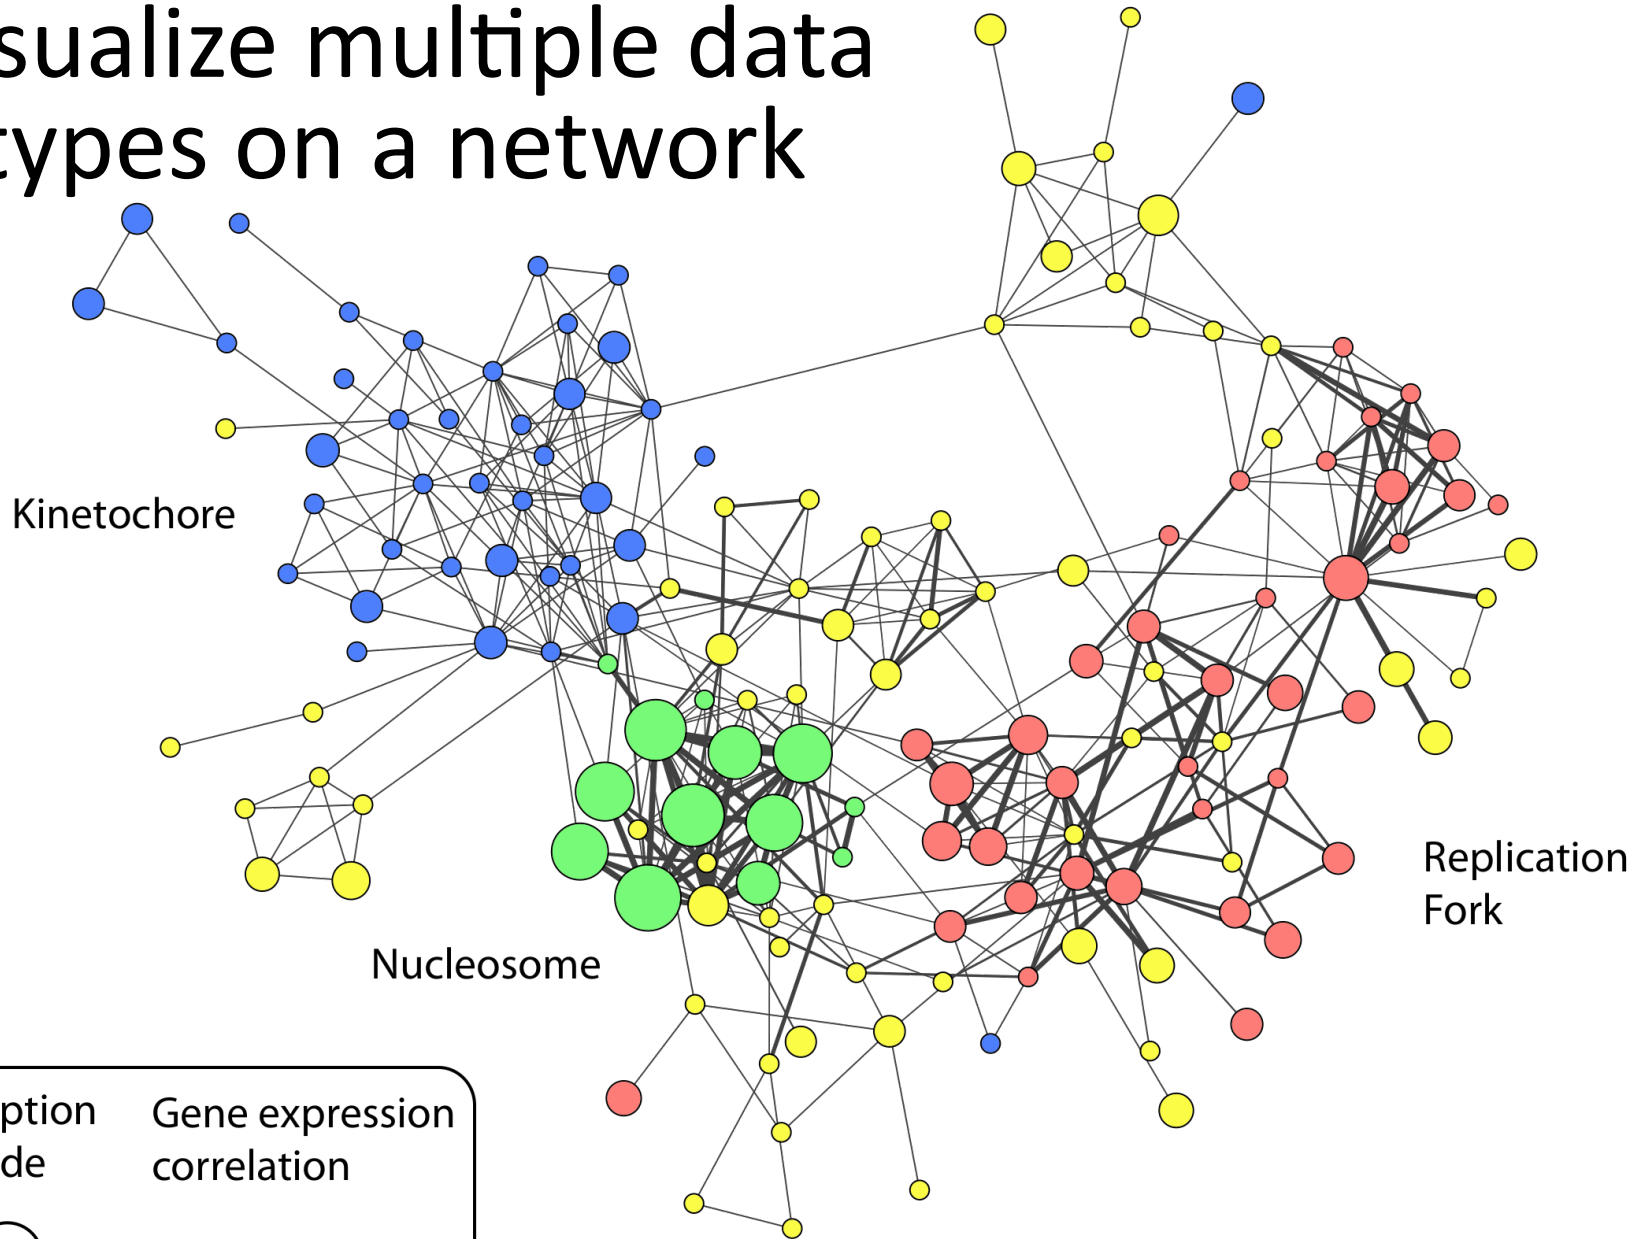 sualize multiple data
types on a network
Kinetochore
Replication
Fork
Nucleosome
ption
de
Gene expression
correlation